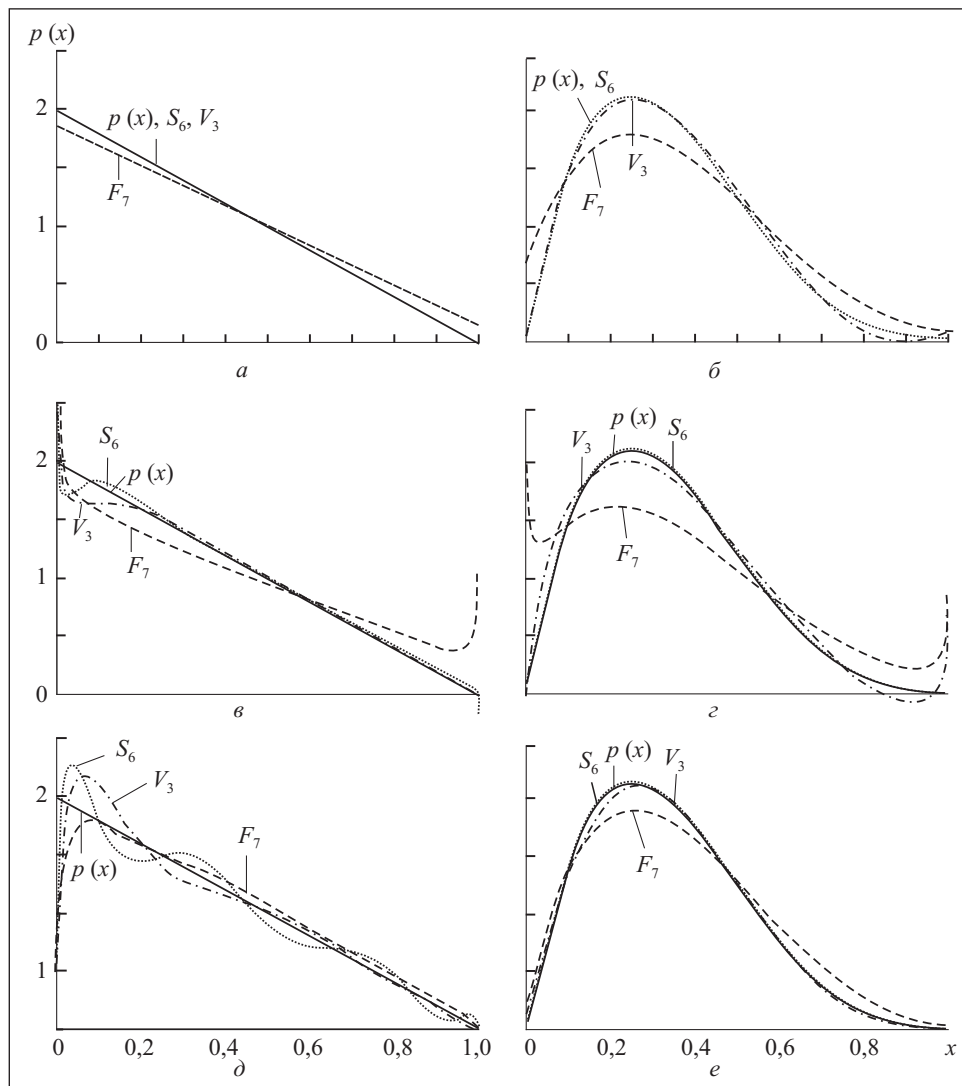 p (x)
2
1
0
p (x), S6, V3
F7
а
p (x), S6
V3
F7
б
2
1
0
S6
p (x)
V3
F7
в
V3
p (x)
S6
F7
г
2
1
S6
V3
p (x)
F7
0 0,2 0,4 0,6 0,8 1,0
д
S6
p (x)
V3
F7
0 0,2 0,4 0,6 0,8 x
е